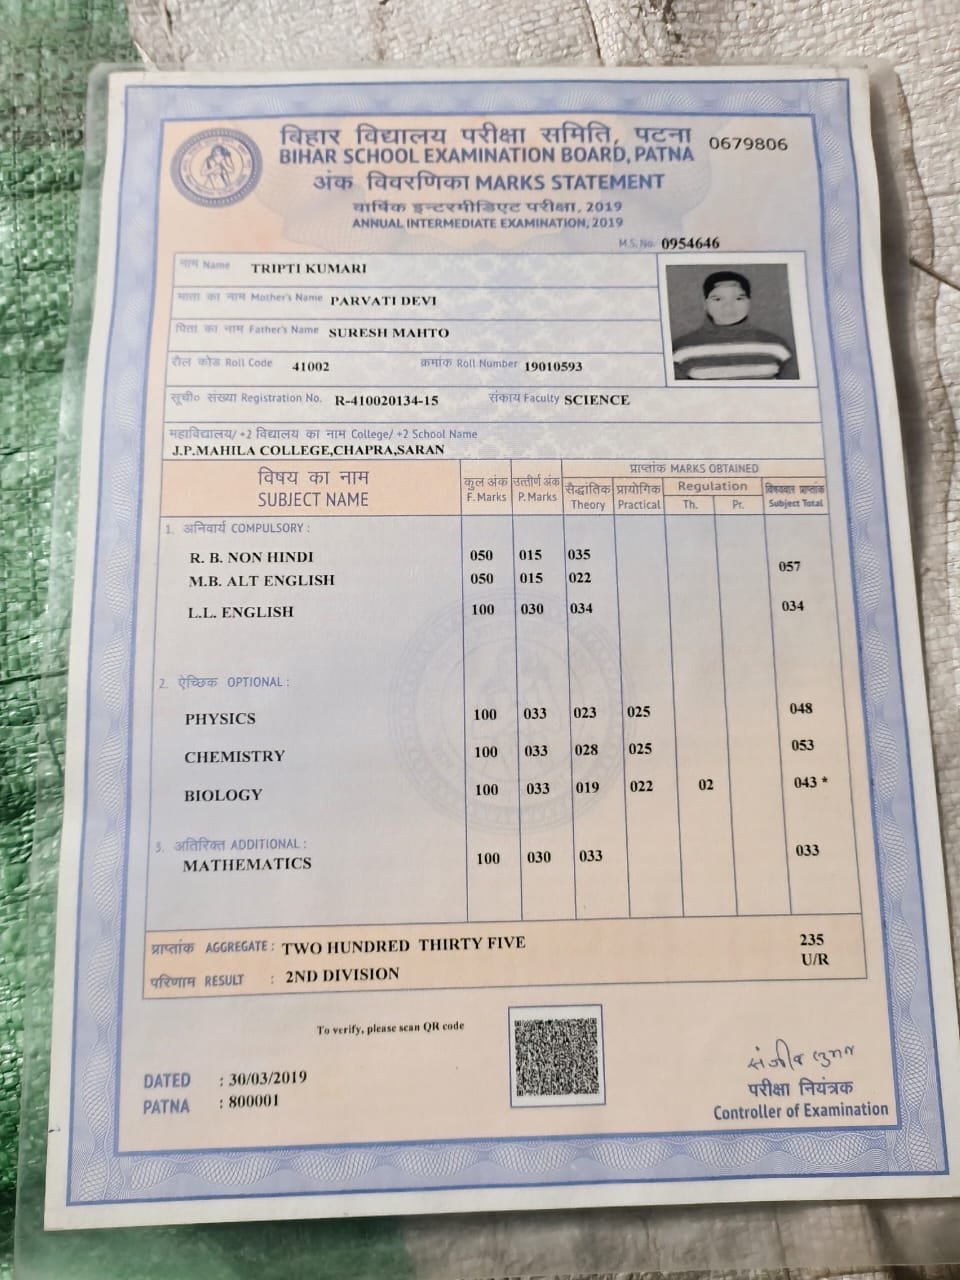 बिहार विद्यालय परीक्षा समिति, पटना
0679806
BIHAR SCHOOL EXAMINATION BOARD, PATNA
अंक विवरणिका MARKS STATEMENT
वार्षिक इन्टरमीडिएट परीक्षा, 2019
ANNUAL INTERMEDIATE EXAMINATION, 2019
M.S. No. 0954646
नाम Name TRIPTI KUMARI
माता का नाम Mother's Name PARVATI DEVI
पिता का नाम Father's Name SURESH MAHTO
रौल कोड Roll Code 41002 क्रमांक Roll Number 19010593
सूची० संख्या Registration No. R-410020134-15 संकाय Faculty SCIENCE
महाविद्यालय/ +2 विद्यालय का नाम College/ +2 School Name
J.P.MAHILA COLLEGE,CHAPRA,SARAN
विषय का नाम SUBJECT NAME
कुल अंक F. Marks
उत्तीर्ण अंक P. Marks
प्राप्तांक MARKS OBTAINED
सैद्धांतिक Theory
प्रायोगिक Practical
Regulation
Th. Pr.
विषयवार प्राप्तांक Subject Total
1. अनिवार्य COMPULSORY :
R. B. NON HINDI 050 015 035
M.B. ALT ENGLISH 050 015 022 057
L.L. ENGLISH 100 030 034 034
2. ऐच्छिक OPTIONAL :
PHYSICS 100 033 023 025 048
CHEMISTRY 100 033 028 025 053
BIOLOGY 100 033 019 022 02 043 *
3. अतिरिक्त ADDITIONAL :
MATHEMATICS 100 030 033 033
प्राप्तांक AGGREGATE : TWO HUNDRED THIRTY FIVE 235
U/R
परिणाम RESULT : 2ND DIVISION
To verify, please scan QR code
DATED : 30/03/2019
PATNA : 800001
संजीव कुमार
परीक्षा नियंत्रक
Controller of Examination